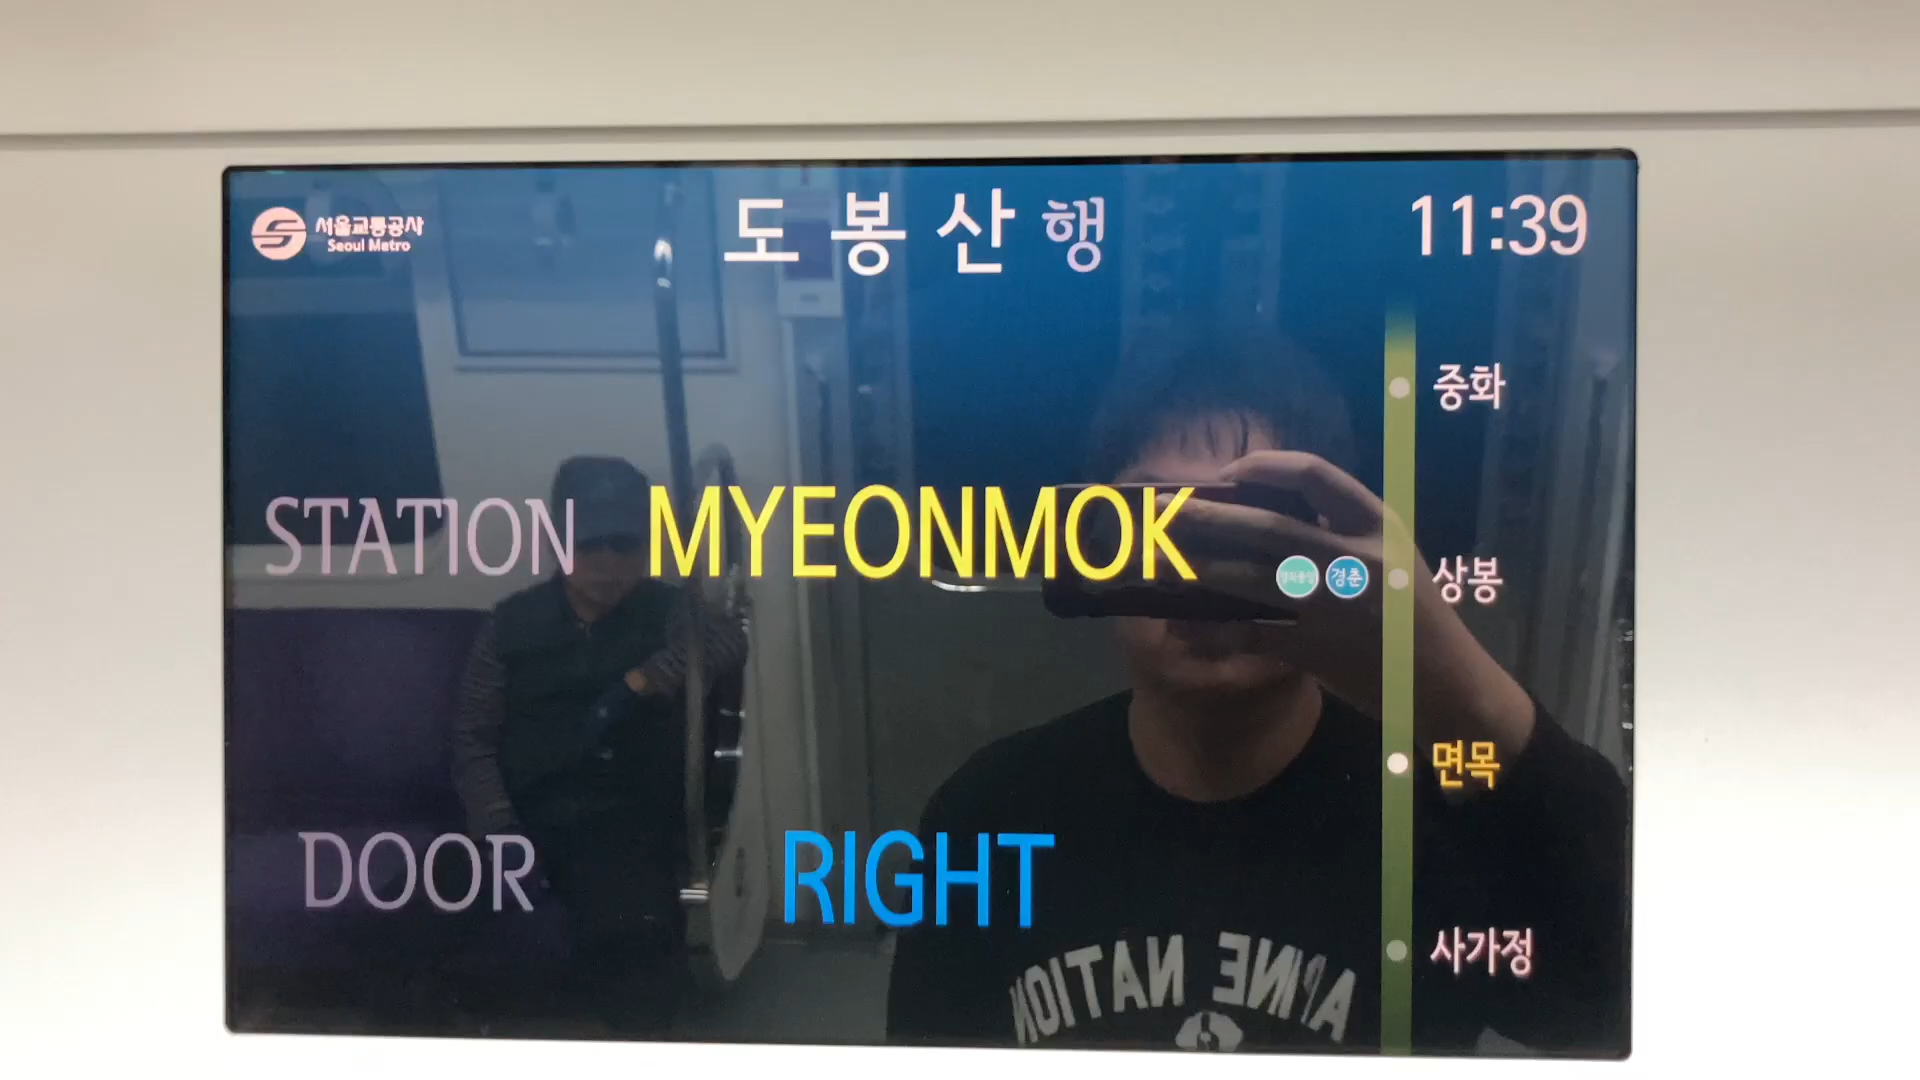 서울교통공사
Seoul Metro
도봉산행
11:39
중화
STATION MYEONMOK
경춘
상봉
면목
DOOR RIGHT
사가정
NATION